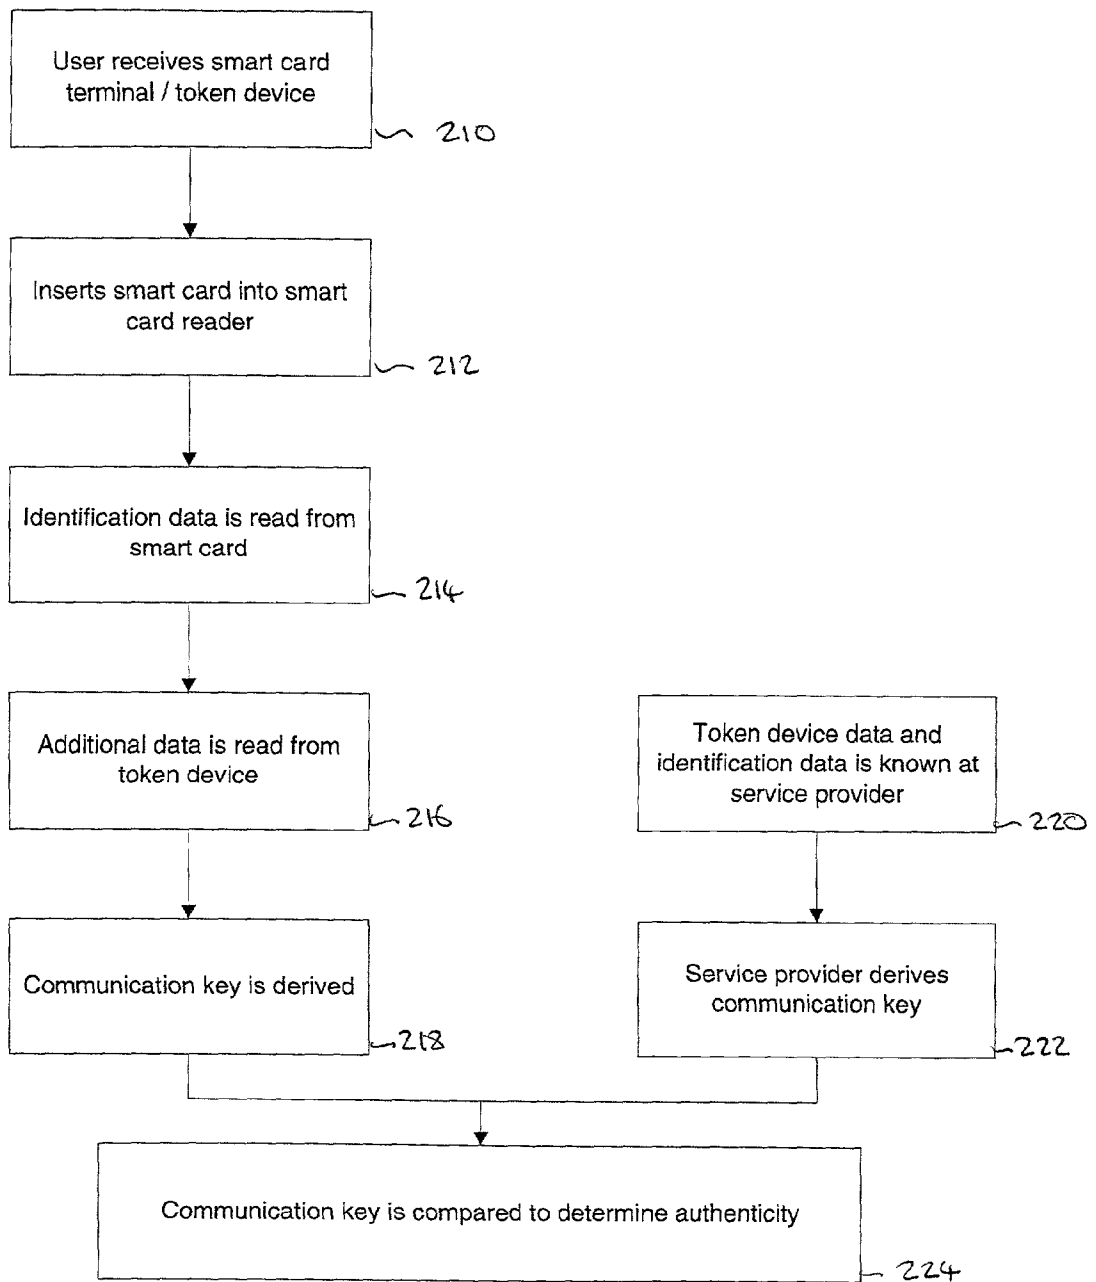 User receives smart card
terminal / token device
210
Inserts smart card into smart
card reader
212
Identification data is read from
smart card
214
Additional data is read from
token device
216
Token device data and
identification data is known at
service provider
220
Communication key is derived
218
Service provider derives
communication key
222
Communication key is compared to determine authenticity
224